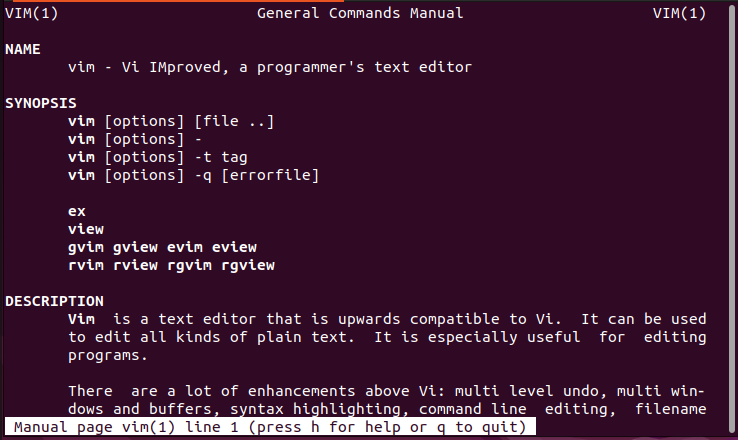 VIM(1) General Commands Manual VIM(1)
NAME
vim - Vi IMproved, a programmer's text editor
SYNOPSIS
vim [options] [file ..]
vim [options] -
vim [options] -t tag
vim [options] -q [errorfile]
ex
view
gvim gview evim eview
rvim rview rgvim rgview
DESCRIPTION
Vim  is a text editor that is upwards compatible to Vi.  It can be used
to edit all kinds of plain text.  It is especially useful  for  editing
programs.
There  are a lot of enhancements above Vi: multi level undo, multi win-
dows and buffers, syntax highlighting, command line  editing,  filename
Manual page vim(1) line 1 (press h for help or q to quit)